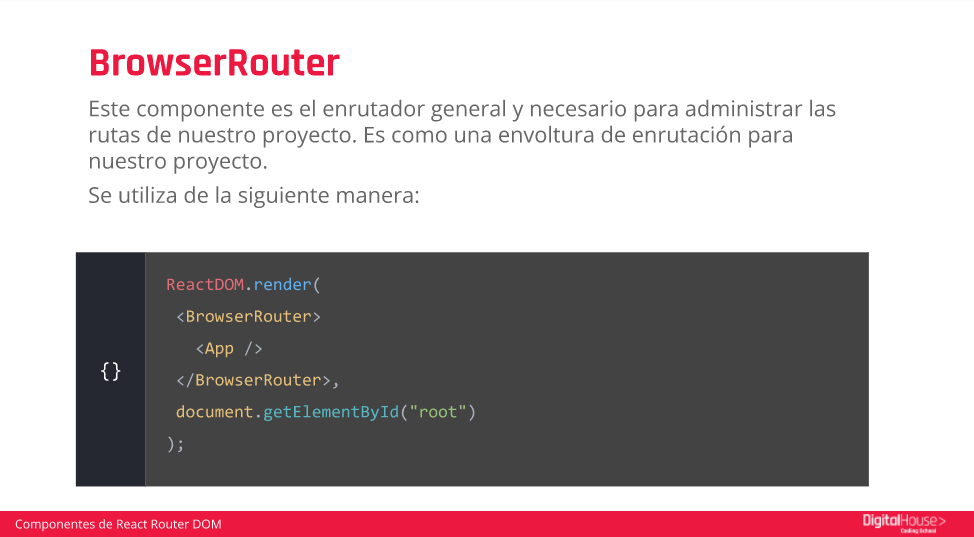 BrowserRouter
Este componente es el enrutador general y necesario para administrar las
rutas de nuestro proyecto. Es como una envoltura de enrutación para
nuestro proyecto.
Se utiliza de la siguiente manera:
{}
ReactDOM.render(
<BrowserRouter>
<App />
</BrowserRouter>,
document.getElementById("root")
);
Componentes de React Router DOM
DigitalHouse>
Coding School